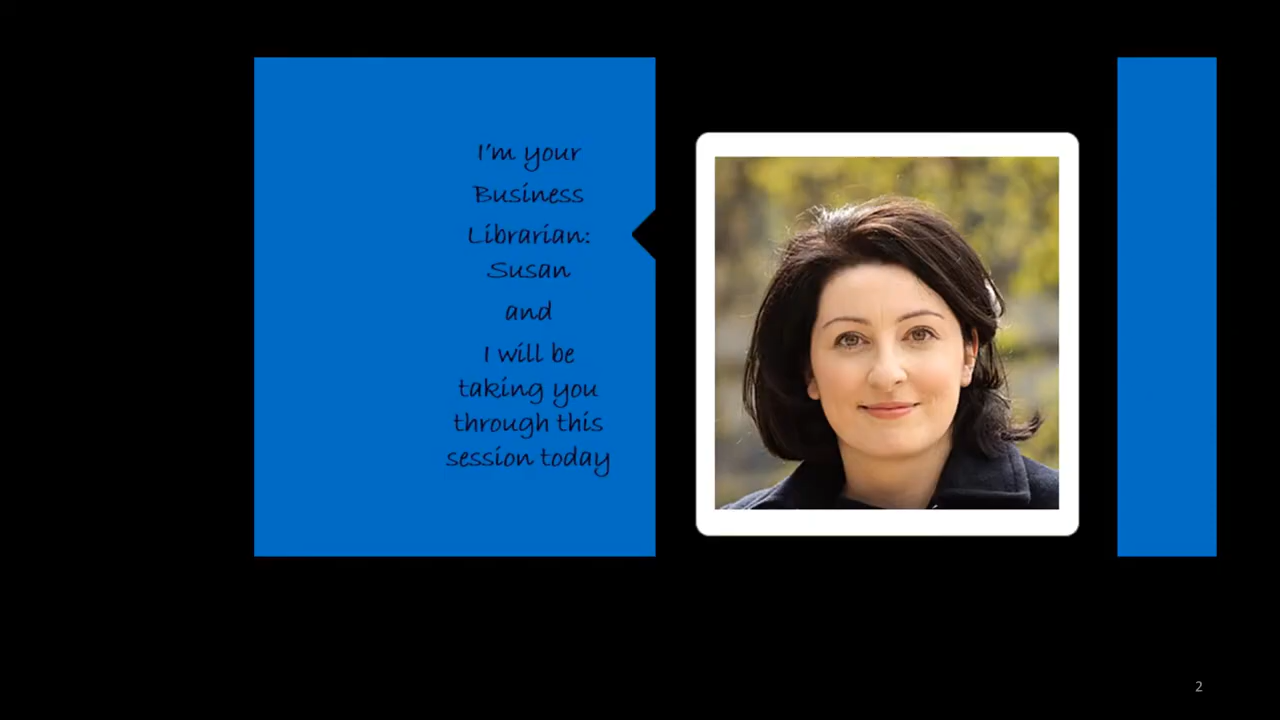 I'm your
Business
Librarian:
Susan
and
I will be
taking you
through this
session today
2